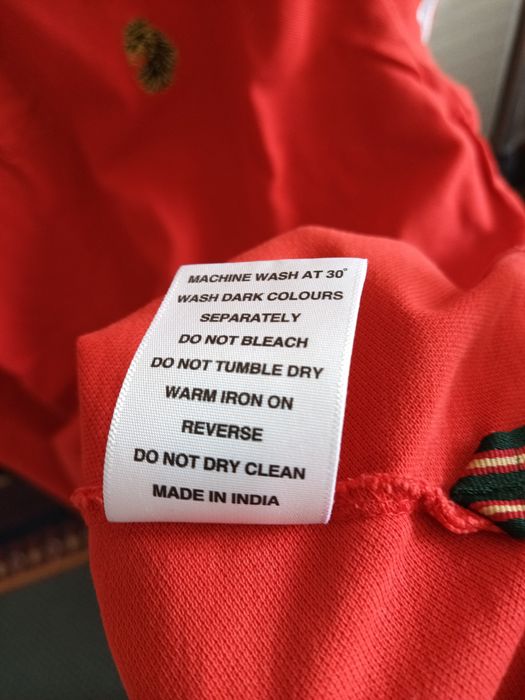 MACHINE WASH AT 30°
WASH DARK COLOURS
SEPARATELY
DO NOT BLEACH
DO NOT TUMBLE DRY
WARM IRON ON
REVERSE
DO NOT DRY CLEAN
MADE IN INDIA